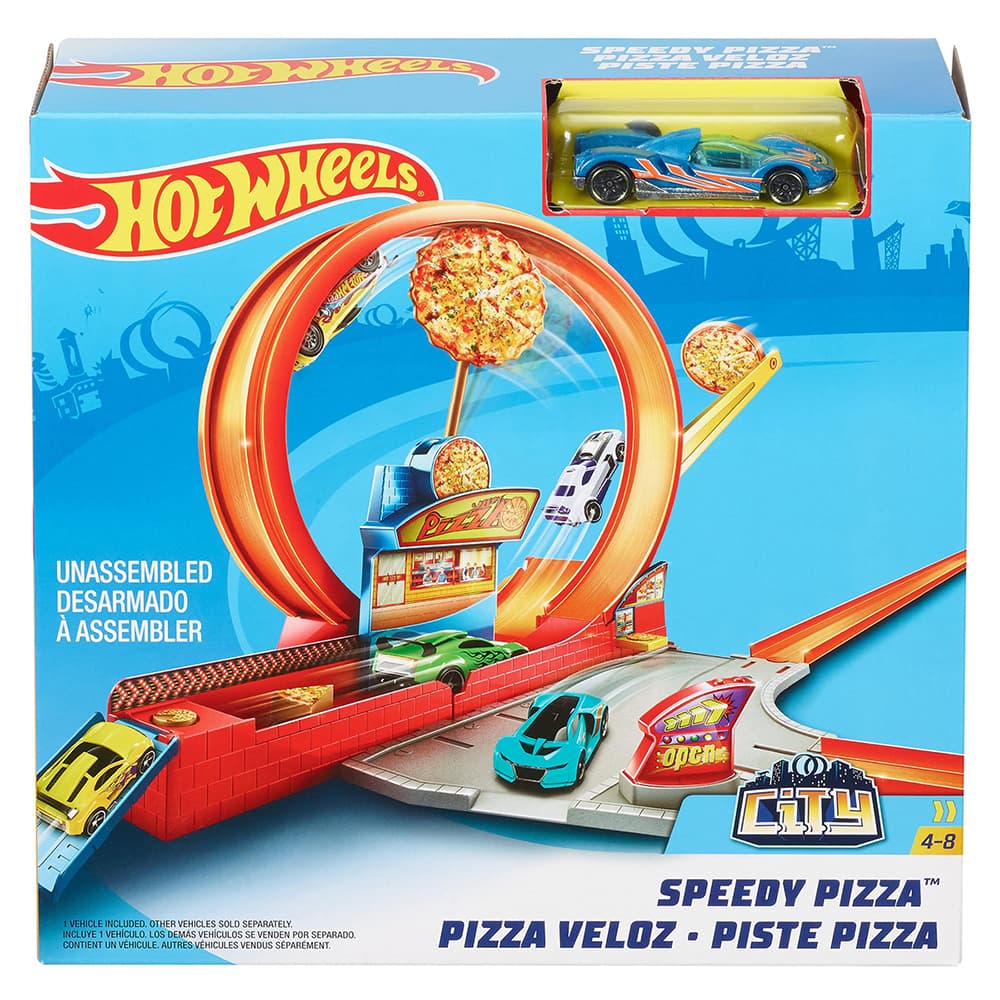 HOT WHEELS
SPEEDY PIZZA™
PIZZA VELOZ
PISTE PIZZA
HOT WHEELS®
PIZZA
UNASSEMBLED
DESARMADO
À ASSEMBLER
OPEN
CITY
4-8
SPEEDY PIZZA™
PIZZA VELOZ • PISTE PIZZA
1 VEHICLE INCLUDED. OTHER VEHICLES SOLD SEPARATELY.
INCLUYE 1 VEHÍCULO. LOS DEMÁS VEHÍCULOS SE VENDEN POR SEPARADO.
CONTIENT UN VÉHICULE. AUTRES VÉHICULES VENDUS SÉPARÉMENT.